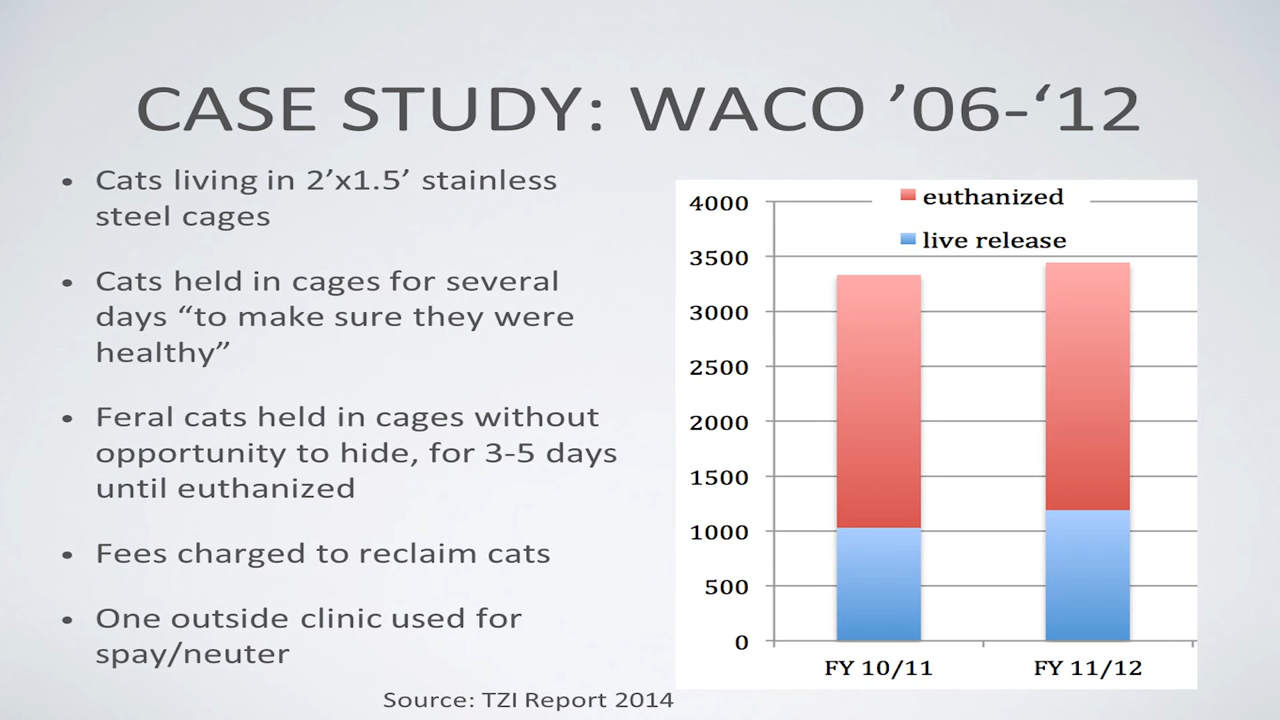 CASE STUDY: WACO ’06-‘12
• Cats living in 2’x1.5’ stainless
steel cages
• Cats held in cages for several
days “to make sure they were
healthy”
• Feral cats held in cages without
opportunity to hide, for 3-5 days
until euthanized
• Fees charged to reclaim cats
• One outside clinic used for
spay/neuter
euthanized
live release
4000
3500
3000
2500
2000
1500
1000
500
0
FY 10/11
FY 11/12
Source: TZI Report 2014